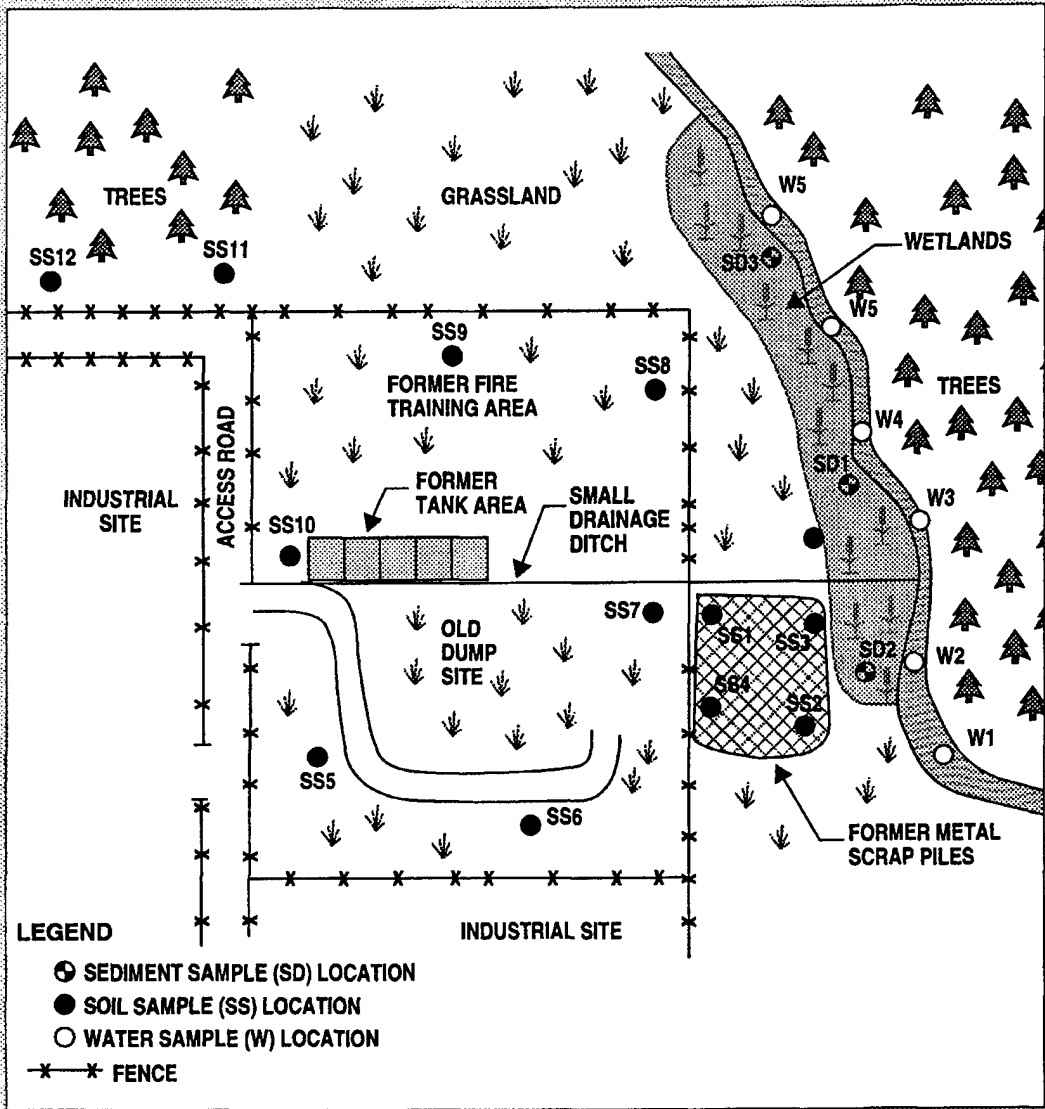 TREES
GRASSLAND
W5
WETLANDS
SS12
SS11
SD3
W5
SS9
SS8
FORMER FIRE
TRAINING AREA
TREES
W4
ACCESS ROAD
INDUSTRIAL
SITE
FORMER
TANK AREA
SMALL
DRAINAGE
DITCH
SD1
W3
SS10
SS7
OLD
DUMP
SITE
SS1
SS3
SD2
W2
SS4
SS2
W1
SS5
SS6
FORMER METAL
SCRAP PILES
INDUSTRIAL SITE
LEGEND
SEDIMENT SAMPLE (SD) LOCATION
SOIL SAMPLE (SS) LOCATION
WATER SAMPLE (W) LOCATION
FENCE